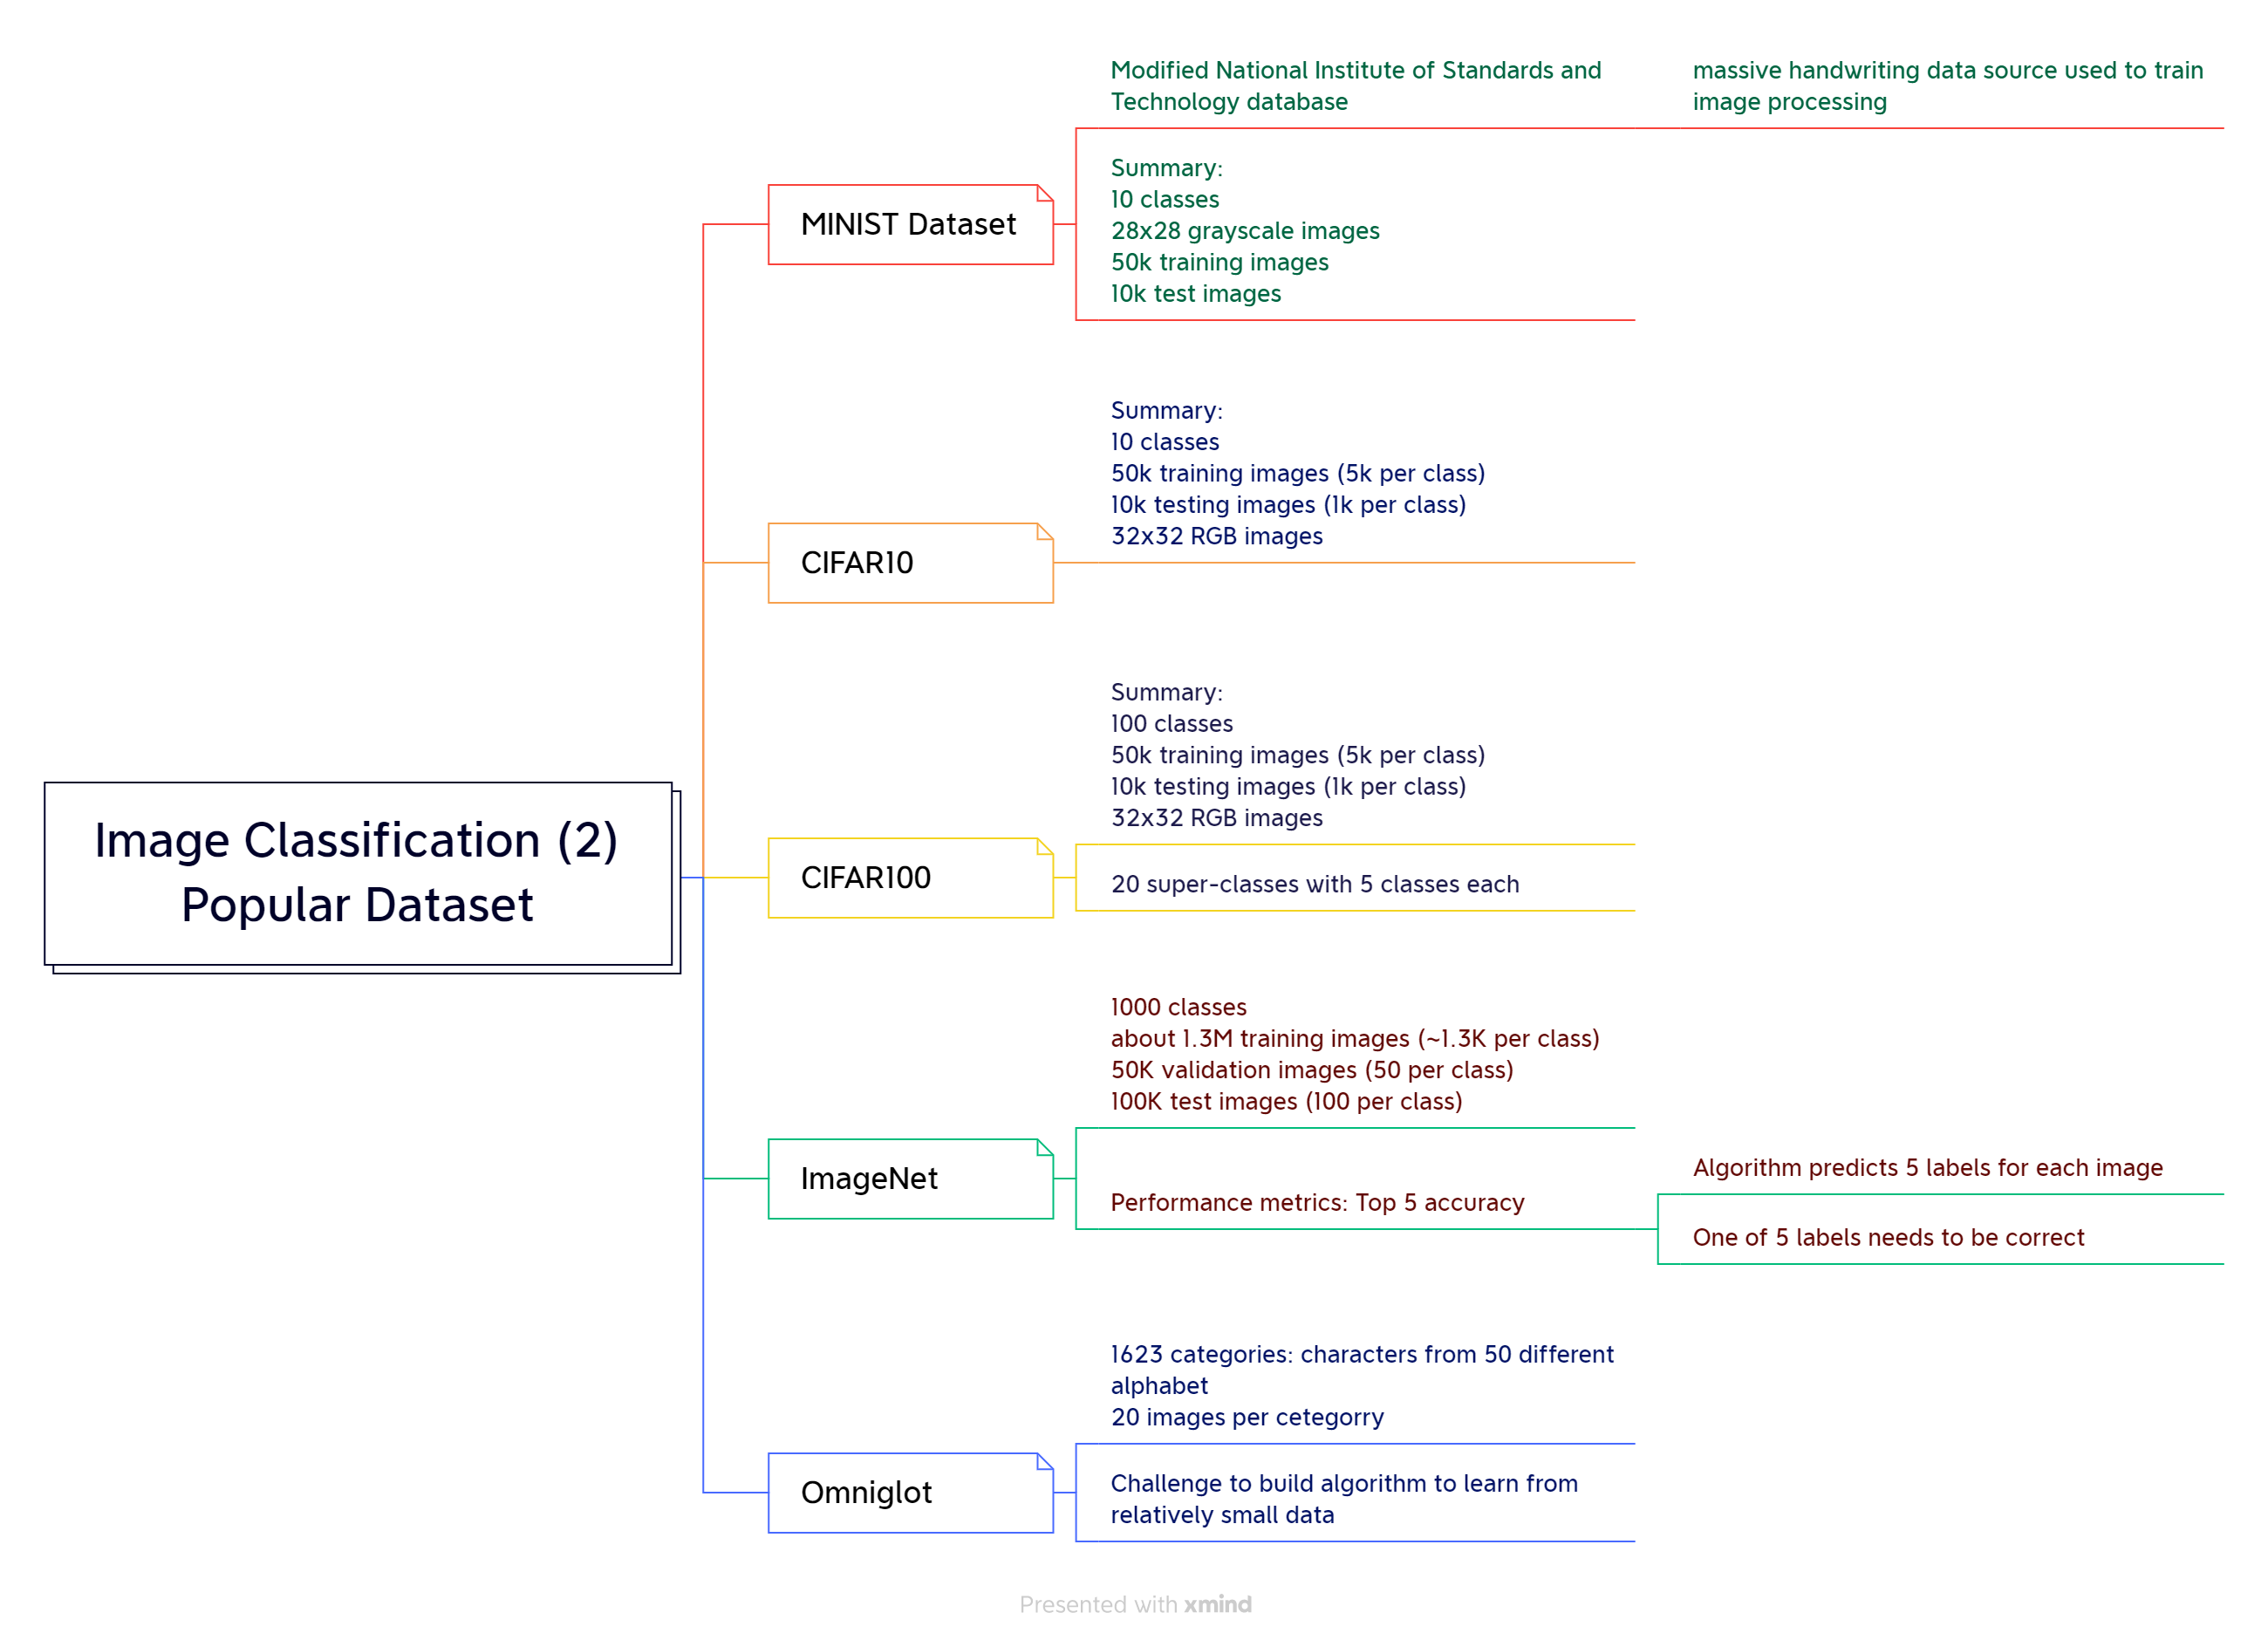 Image Classification (2)
Popular Dataset
MINIST Dataset
Modified National Institute of Standards and
Technology database
massive handwriting data source used to train
image processing
Summary:
10 classes
28x28 grayscale images
50k training images
10k test images
CIFAR10
Summary:
10 classes
50k training images (5k per class)
10k testing images (1k per class)
32x32 RGB images
CIFAR100
Summary:
100 classes
50k training images (5k per class)
10k testing images (1k per class)
32x32 RGB images
20 super-classes with 5 classes each
ImageNet
1000 classes
about 1.3M training images (~1.3K per class)
50K validation images (50 per class)
100K test images (100 per class)
Performance metrics: Top 5 accuracy
Algorithm predicts 5 labels for each image
One of 5 labels needs to be correct
Omniglot
1623 categories: characters from 50 different
alphabet
20 images per cetegorry
Challenge to build algorithm to learn from
relatively small data
Presented with xmind